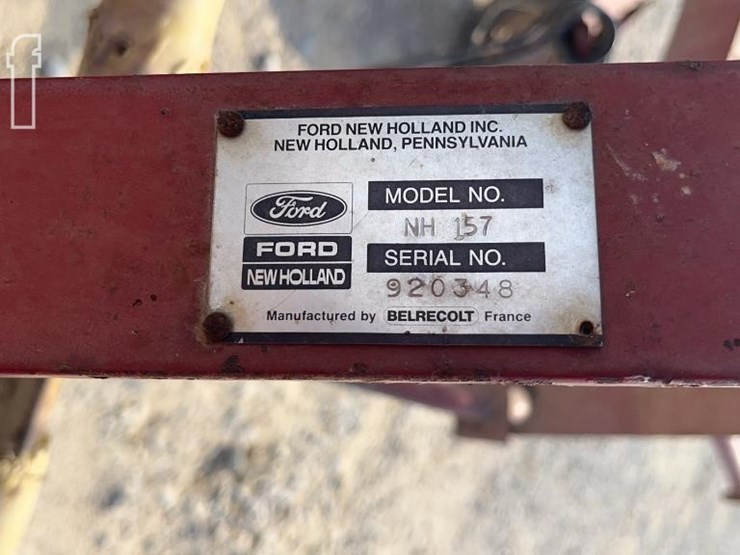 FORD NEW HOLLAND INC.
NEW HOLLAND, PENNSYLVANIA
Ford
FORD
NEW HOLLAND
MODEL NO.
NH 157
SERIAL NO.
920348
Manufactured by BELRECOLT France
f